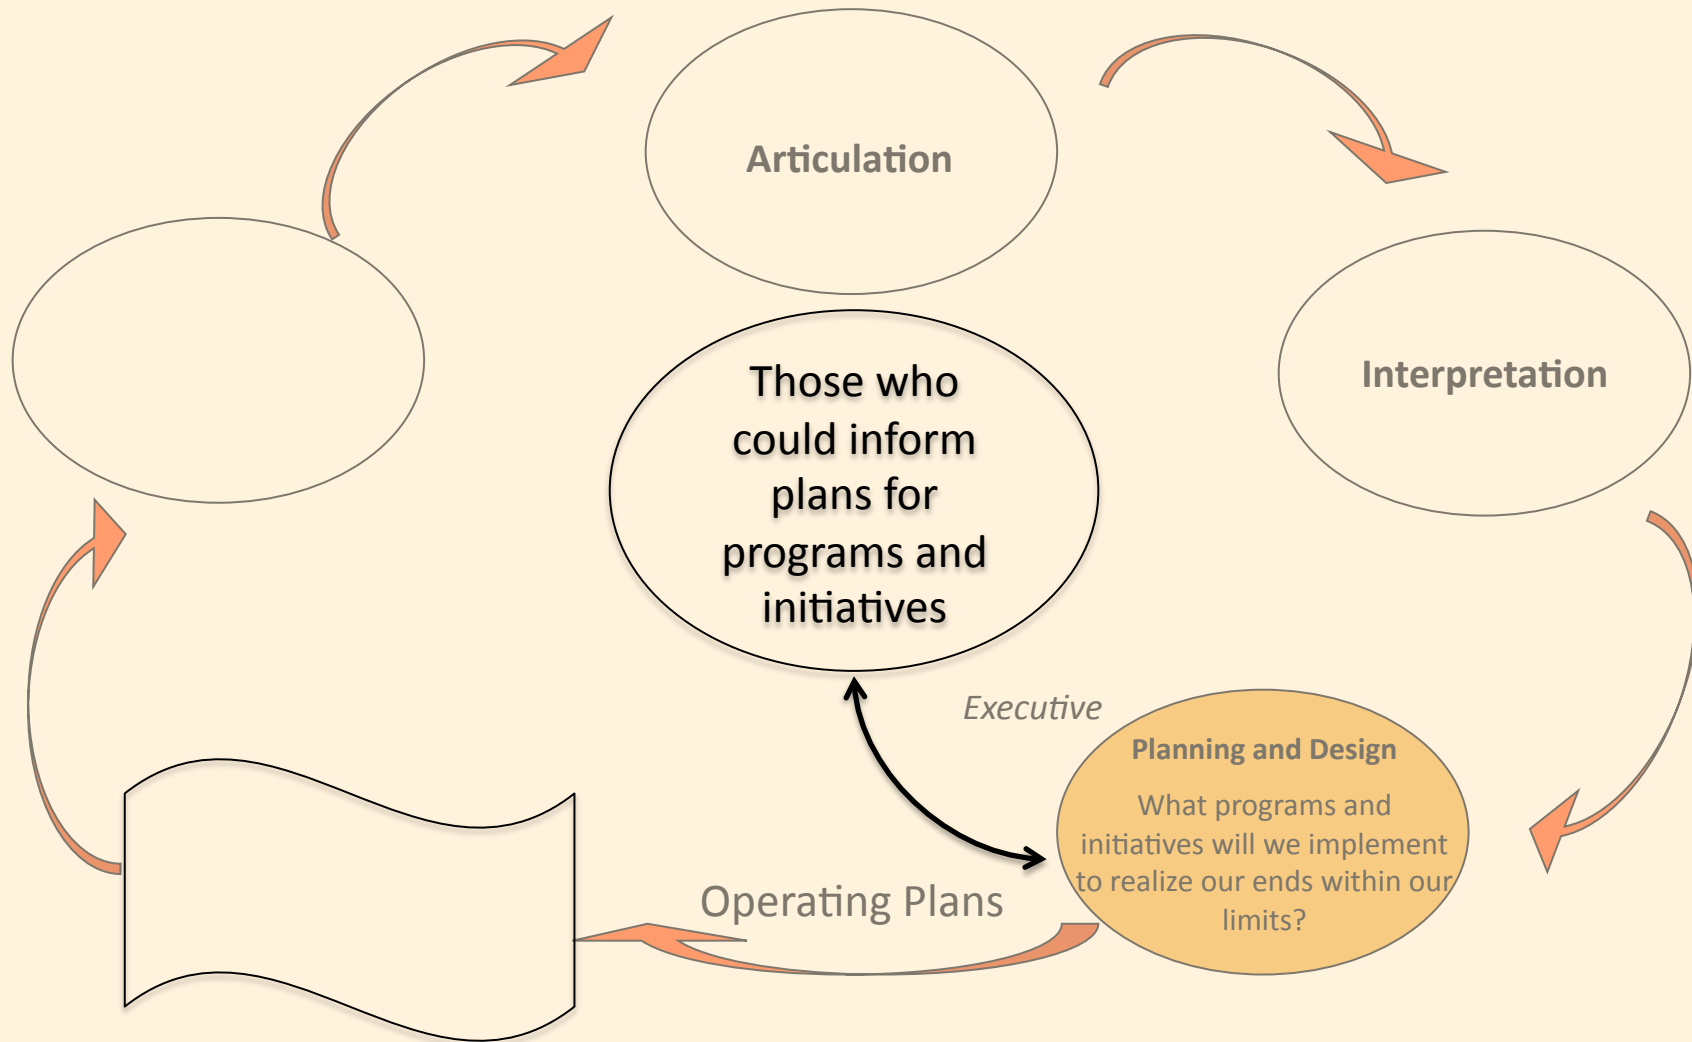 Articulation
Interpretation
Those who
could inform
plans for
programs and
initiatives
Executive
Planning and Design
What programs and
initiatives will we implement
to realize our ends within our
limits?
Operating Plans